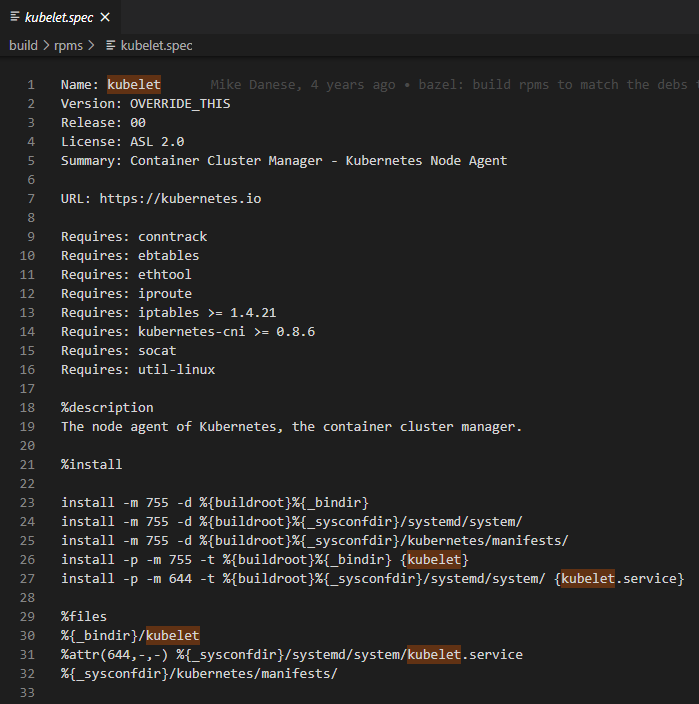 kubelet.spec
build > rpms > kubelet.spec
1 Name: kubelet Mike Danese, 4 years ago • bazel: build rpms to match the debs
2 Version: OVERRIDE_THIS
3 Release: 00
4 License: ASL 2.0
5 Summary: Container Cluster Manager - Kubernetes Node Agent
6
7 URL: https://kubernetes.io
8
9 Requires: conntrack
10 Requires: ebtables
11 Requires: ethtool
12 Requires: iproute
13 Requires: iptables >= 1.4.21
14 Requires: kubernetes-cni >= 0.8.6
15 Requires: socat
16 Requires: util-linux
17
18 %description
19 The node agent of Kubernetes, the container cluster manager.
20
21 %install
22
23 install -m 755 -d %{buildroot}%{_bindir}
24 install -m 755 -d %{buildroot}%{_sysconfdir}/systemd/system/
25 install -m 755 -d %{buildroot}%{_sysconfdir}/kubernetes/manifests/
26 install -p -m 755 -t %{buildroot}%{_bindir} {kubelet}
27 install -p -m 644 -t %{buildroot}%{_sysconfdir}/systemd/system/ {kubelet.service}
28
29 %files
30 %{_bindir}/kubelet
31 %attr(644,-,-) %{_sysconfdir}/systemd/system/kubelet.service
32 %{_sysconfdir}/kubernetes/manifests/
33